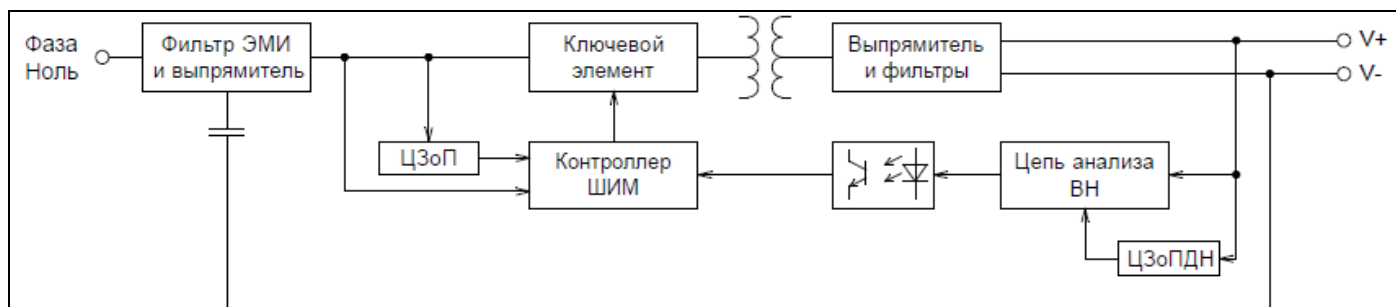 Фаза
Ноль
Фильтр ЭМИ
и выпрямитель
Ключевой
элемент
Выпрямитель
и фильтры
V+
V-
ЦЗоП
Контроллер
ШИМ
Цепь анализа
ВН
ЦЗоПДН